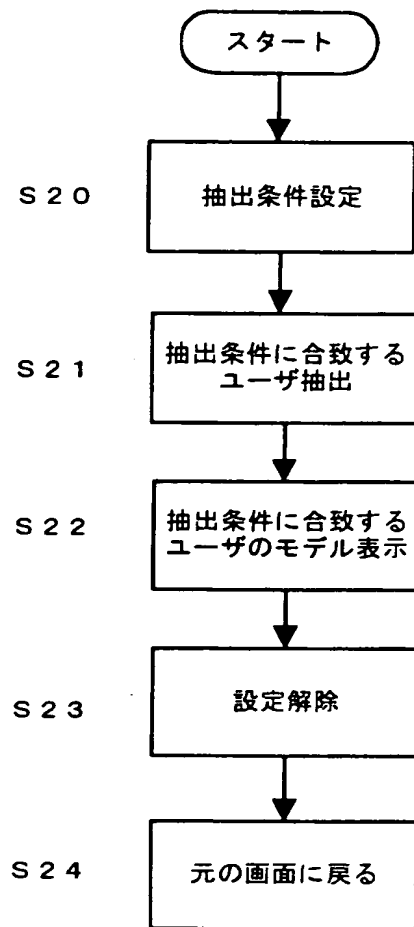 スタート
S20
抽出条件設定
S21
抽出条件に合致する
ユーザ抽出
S22
抽出条件に合致する
ユーザのモデル表示
S23
設定解除
S24
元の画面に戻る